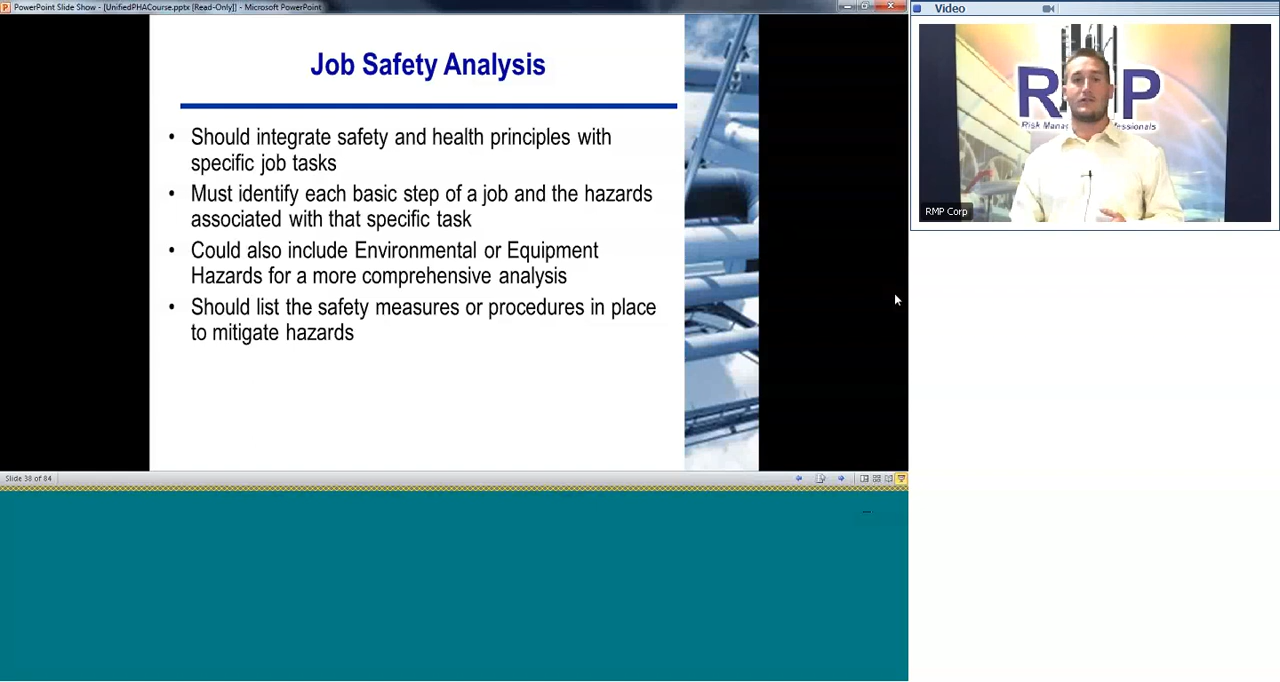 PowerPoint Slide Show - [UnifiedPHACourse.pptx [Read-Only]] - Microsoft PowerPoint
Video
Job Safety Analysis
• Should integrate safety and health principles with
specific job tasks
• Must identify each basic step of a job and the hazards
associated with that specific task
• Could also include Environmental or Equipment
Hazards for a more comprehensive analysis
• Should list the safety measures or procedures in place
to mitigate hazards
Slide 38 of 84
R P
Risk Mana
RMP Corp